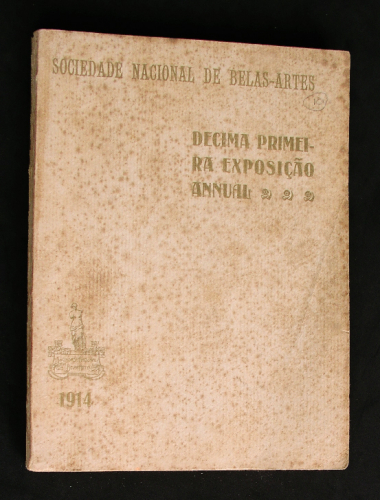 SOCIEDADE NACIONAL DE BELAS-ARTES
DECIMA PRIMEI-
RA EXPOSIÇÃO
ANNUAL
1914